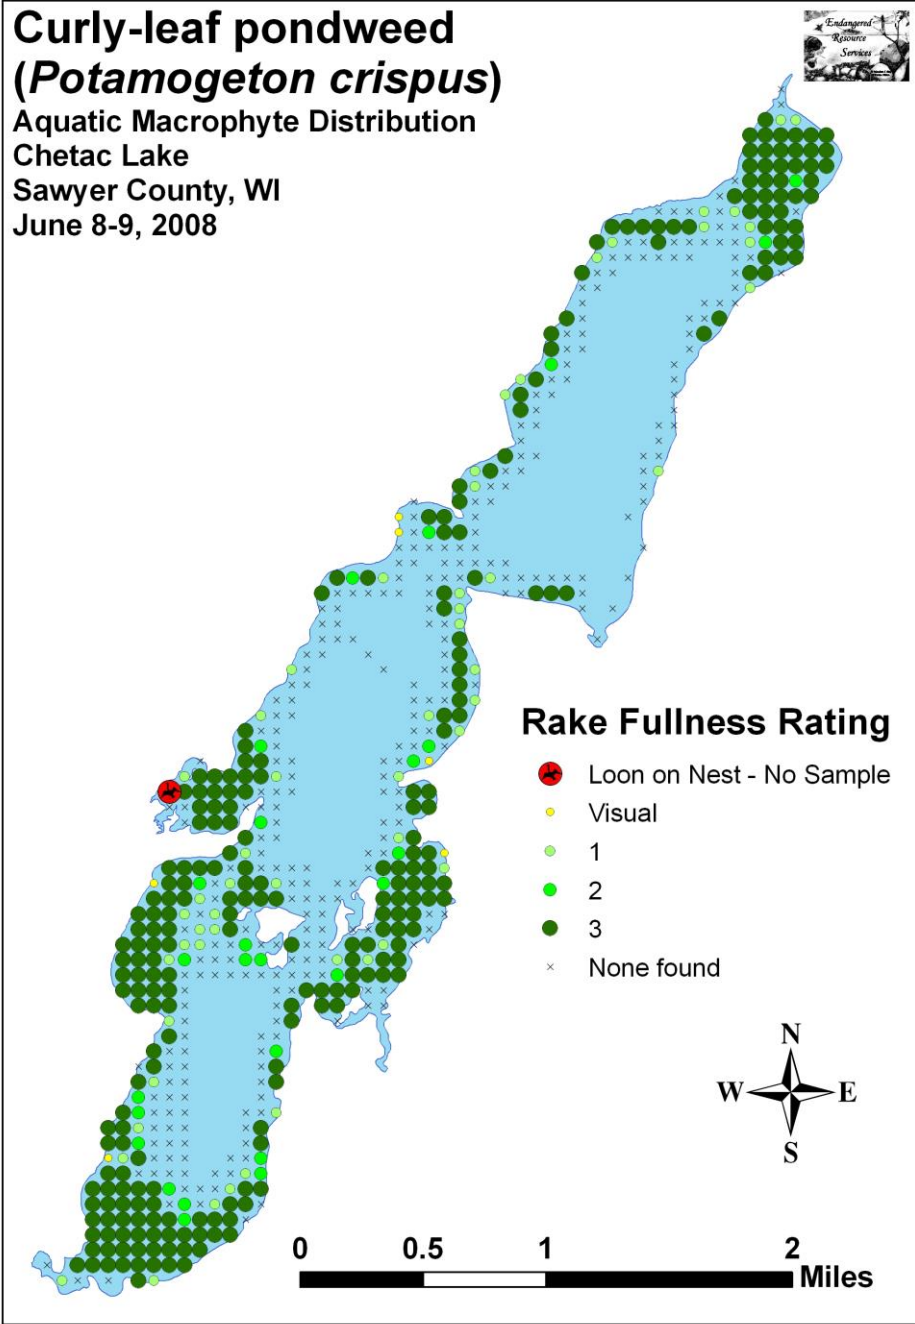 Curly-leaf pondweed
(Potamogeton crispus)
Aquatic Macrophyte Distribution
Chetac Lake
Sawyer County, WI
June 8-9, 2008
Endangered
Resource
Services
Rake Fullness Rating
Loon on Nest - No Sample
Visual
1
2
3
None found
N
W E
S
0 0.5 1 2
Miles